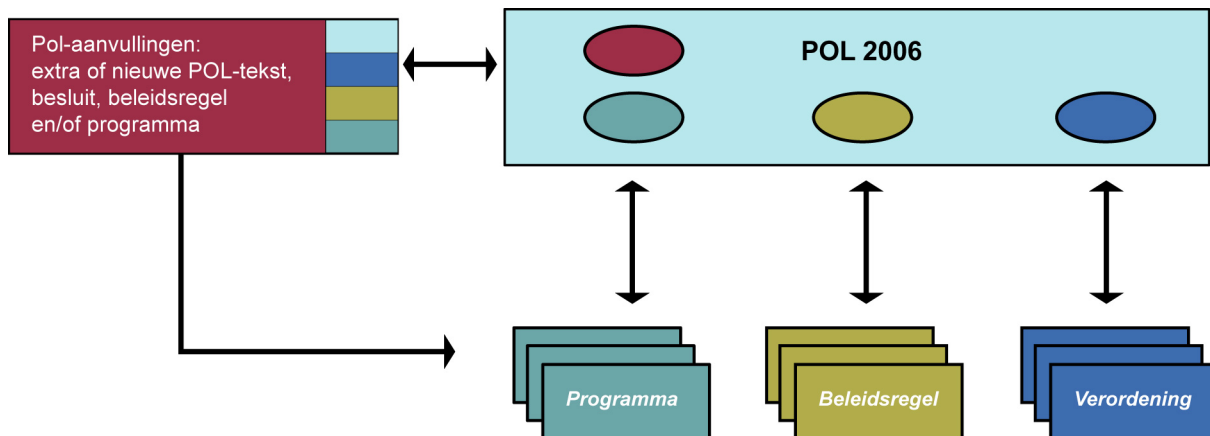 Pol-aanvullingen:
extra of nieuwe POL-tekst,
besluit, beleidsregel
en/of programma
POL 2006
Programma
Beleidsregel
Verordening